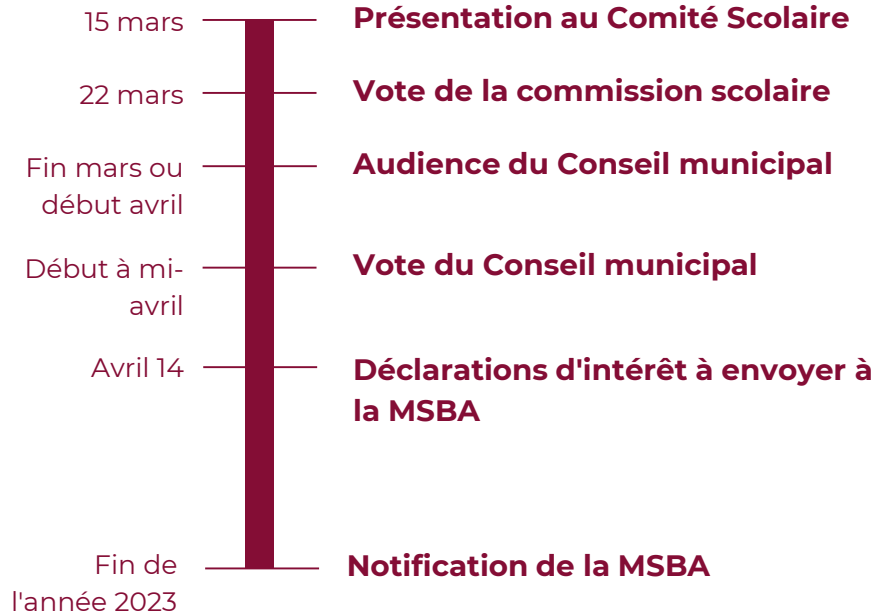 15 mars
Présentation au Comité Scolaire
22 mars
Vote de la commission scolaire
Fin mars ou
début avril
Audience du Conseil municipal
Début à mi-
avril
Vote du Conseil municipal
Avril 14
Déclarations d'intérêt à envoyer à
la MSBA
Fin de
l'année 2023
Notification de la MSBA